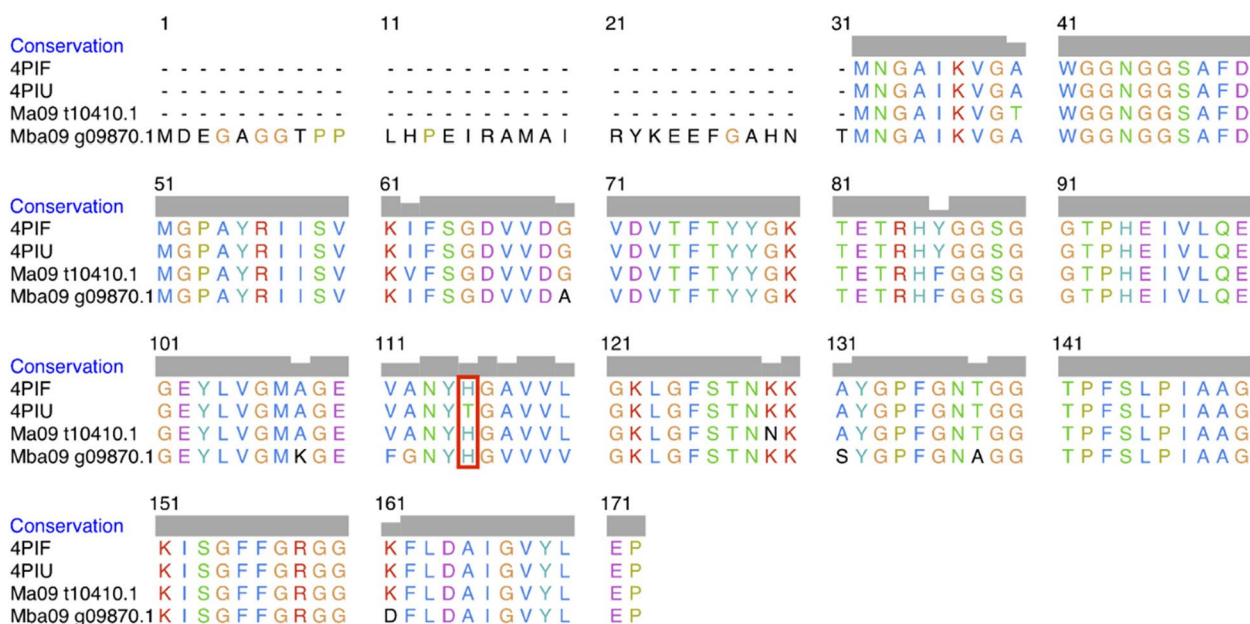 1 11 21 31 41
Conservation
4PIF - - - - - - - - - - - - - - - - - - - - - - - - - - - - - - - M N G A I K V G A W G G N G G S A F D
4PIU - - - - - - - - - - - - - - - - - - - - - - - - - - - - - - - M N G A I K V G A W G G N G G S A F D
Ma09 t10410.1 - - - - - - - - - - - - - - - - - - - - - - - - - - - - - - - M N G A I K V G T W G G N G G S A F D
Mba09 g09870.1 M D E G A G G T P P L H P E I R A M A I R Y K E E F G A H N T M N G A I K V G A W G G N G G S A F D
51 61 71 81 91
Conservation
4PIF M G P A Y R I I S V K I F S G D V V D G V D V T F T Y Y G K T E T R H Y G G S G G T P H E I V L Q E
4PIU M G P A Y R I I S V K I F S G D V V D G V D V T F T Y Y G K T E T R H Y G G S G G T P H E I V L Q E
Ma09 t10410.1 M G P A Y R I I S V K V F S G D V V D G V D V T F T Y Y G K T E T R H F G G S G G T P H E I V L Q E
Mba09 g09870.1 M G P A Y R I I S V K I F S G D V V D A V D V T F T Y Y G K T E T R H F G G S G G T P H E I V L Q E
101 111 121 131 141
Conservation
4PIF G E Y L V G M A G E V A N Y H G A V V L G K L G F S T N K K A Y G P F G N T G G T P F S L P I A A G
4PIU G E Y L V G M A G E V A N Y T G A V V L G K L G F S T N K K A Y G P F G N T G G T P F S L P I A A G
Ma09 t10410.1 G E Y L V G M A G E V A N Y H G A V V L G K L G F S T N N K A Y G P F G N T G G T P F S L P I A A G
Mba09 g09870.1 G E Y L V G M K G E F G N Y H G V V V V G K L G F S T N K K S Y G P F G N A G G T P F S L P I A A G
151 161 171
Conservation
4PIF K I S G F F G R G G K F L D A I G V Y L E P
4PIU K I S G F F G R G G K F L D A I G V Y L E P
Ma09 t10410.1 K I S G F F G R G G K F L D A I G V Y L E P
Mba09 g09870.1 K I S G F F G R G G D F L D A I G V Y L E P